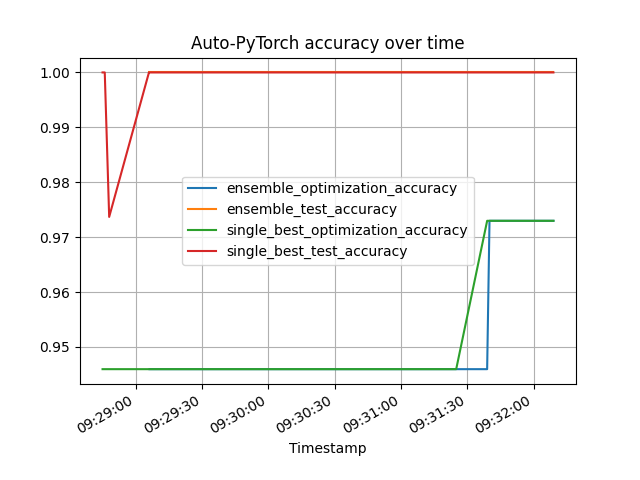 Auto-PyTorch accuracy over time
1.00
0.99
0.98
0.97
0.96
0.95
ensemble_optimization_accuracy
ensemble_test_accuracy
single_best_optimization_accuracy
single_best_test_accuracy
09:29:00
09:29:30
09:30:00
09:30:30
09:31:00
09:31:30
09:32:00
Timestamp